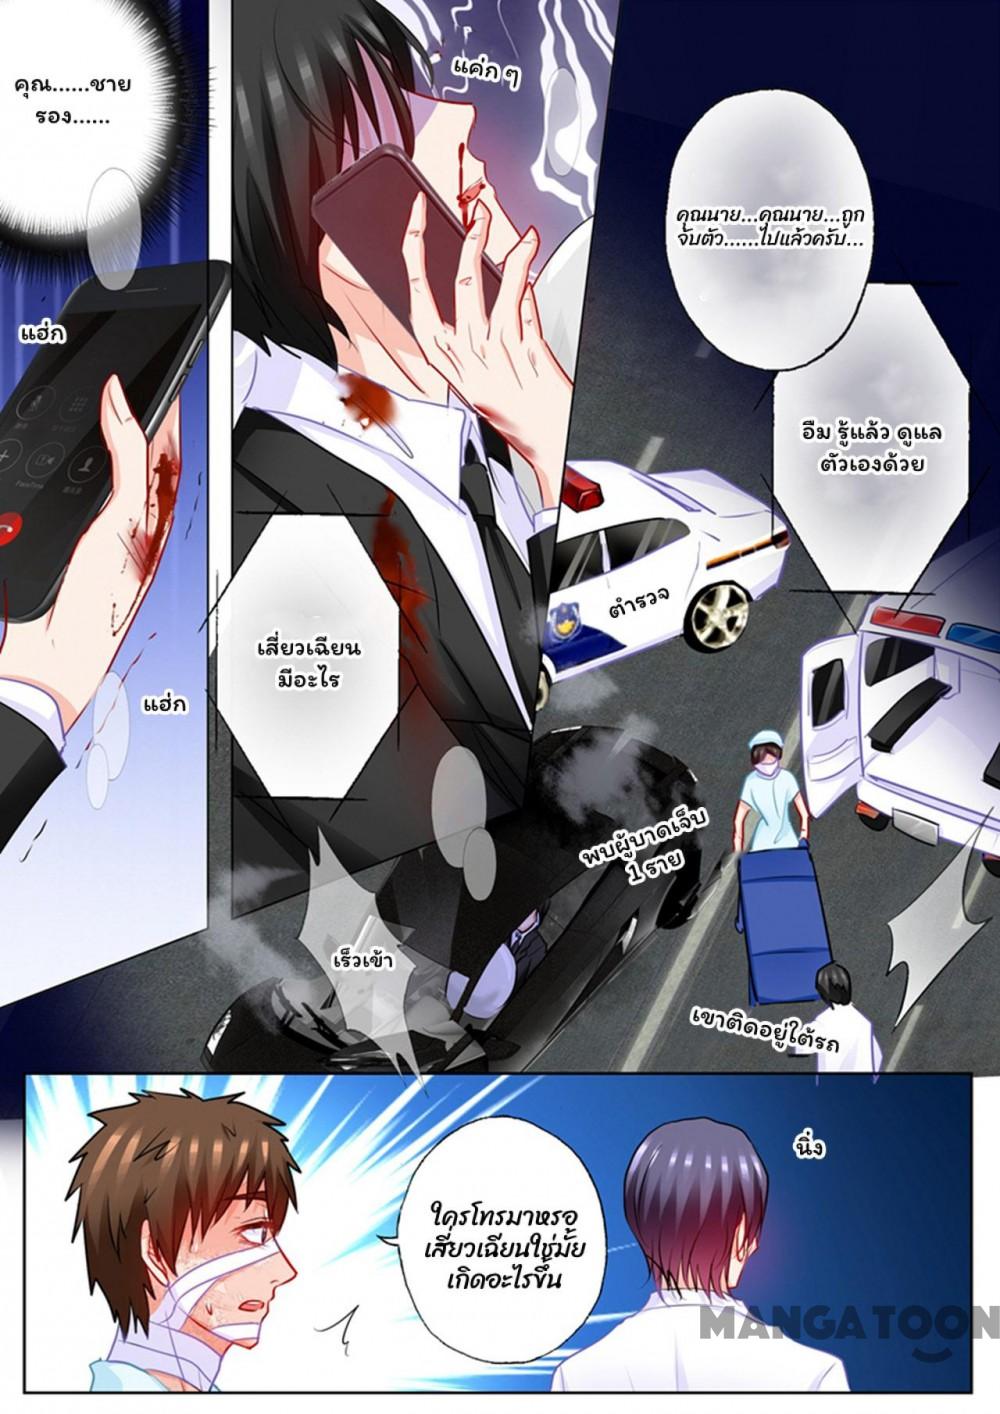 คุณ......ชาย
รอง......
แค่ก ๆ
คุณนาย...คุณนาย...ถูก
จับตัว......ไปแล้วครับ...
แฮ่ก
อืม รู้แล้ว ดูแล
ตัวเองด้วย
FaceTime
ตำรวจ
เสี่ยวเฉียน
มีอะไร
แฮ่ก
พบผู้บาดเจ็บ
1 ราย
เร็วเข้า
เขาติดอยู่ใต้รถ
นิ่ง
ใครโทรมาหรอ
เสี่ยวเฉียนใช่มั้ย
เกิดอะไรขึ้น
MANGATOON